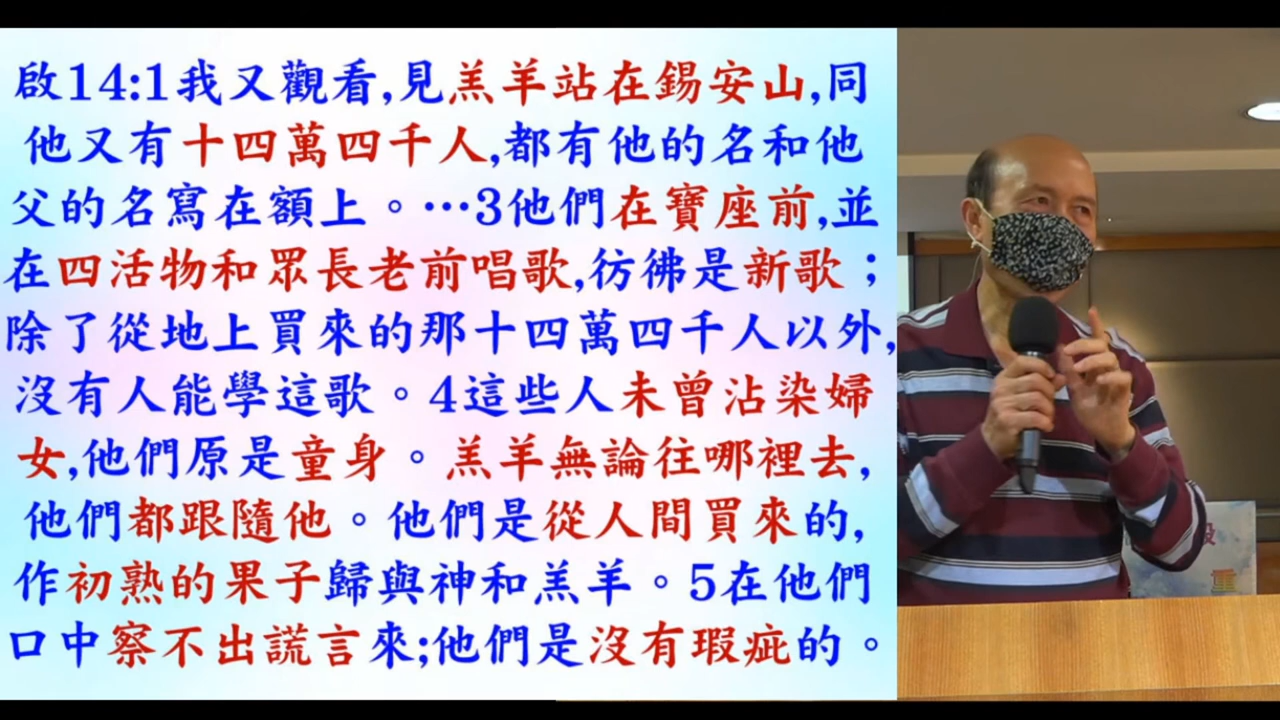 啟14:1我又觀看,見羔羊站在錫安山,同
他又有十四萬四千人,都有他的名和他
父的名寫在額上。…3他們在寶座前,並
在四活物和眾長老前唱歌,彷彿是新歌；
除了從地上買來的那十四萬四千人以外,
沒有人能學這歌。4這些人未曾沾染婦
女,他們原是童身。羔羊無論往哪裡去,
他們都跟隨他。他們是從人間買來的,
作初熟的果子歸與神和羔羊。5在他們
口中察不出謊言來;他們是沒有瑕疵的。